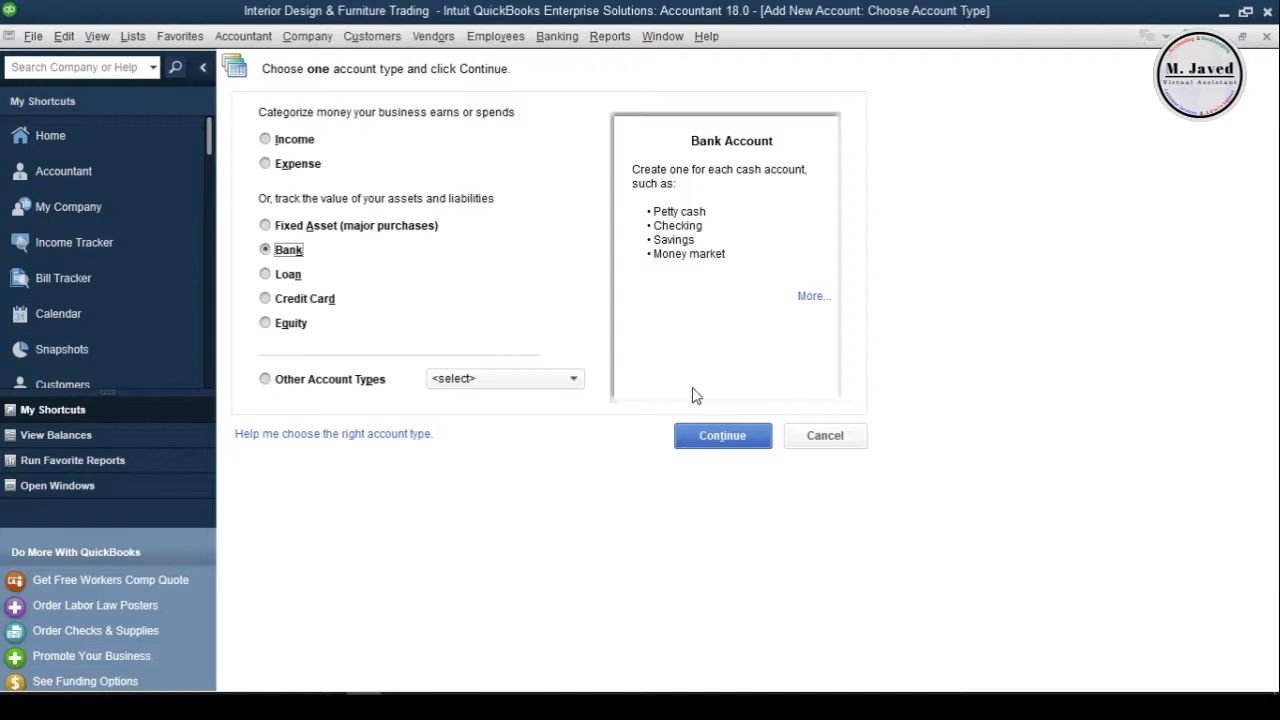 Interior Design & Furniture Trading - Intuit QuickBooks Enterprise Solutions: Accountant 18.0 - [Add New Account: Choose Account Type]
File Edit View Lists Favorites Accountant Company Customers Vendors Employees Banking Reports Window Help
Search Company or Help
My Shortcuts
Home
Accountant
My Company
Income Tracker
Bill Tracker
Calendar
Snapshots
Customers
My Shortcuts
View Balances
Run Favorite Reports
Open Windows
Do More With QuickBooks
Get Free Workers Comp Quote
Order Labor Law Posters
Order Checks & Supplies
Promote Your Business
See Funding Options
Choose one account type and click Continue.
Categorize money your business earns or spends
Income
Expense
Or, track the value of your assets and liabilities
Fixed Asset (major purchases)
Bank
Loan
Credit Card
Equity
Other Account Types <select>
Help me choose the right account type.
Bank Account
Create one for each cash account,
such as:
• Petty cash
• Checking
• Savings
• Money market
More...
Continue Cancel
M. Javed
Virtual Assistant